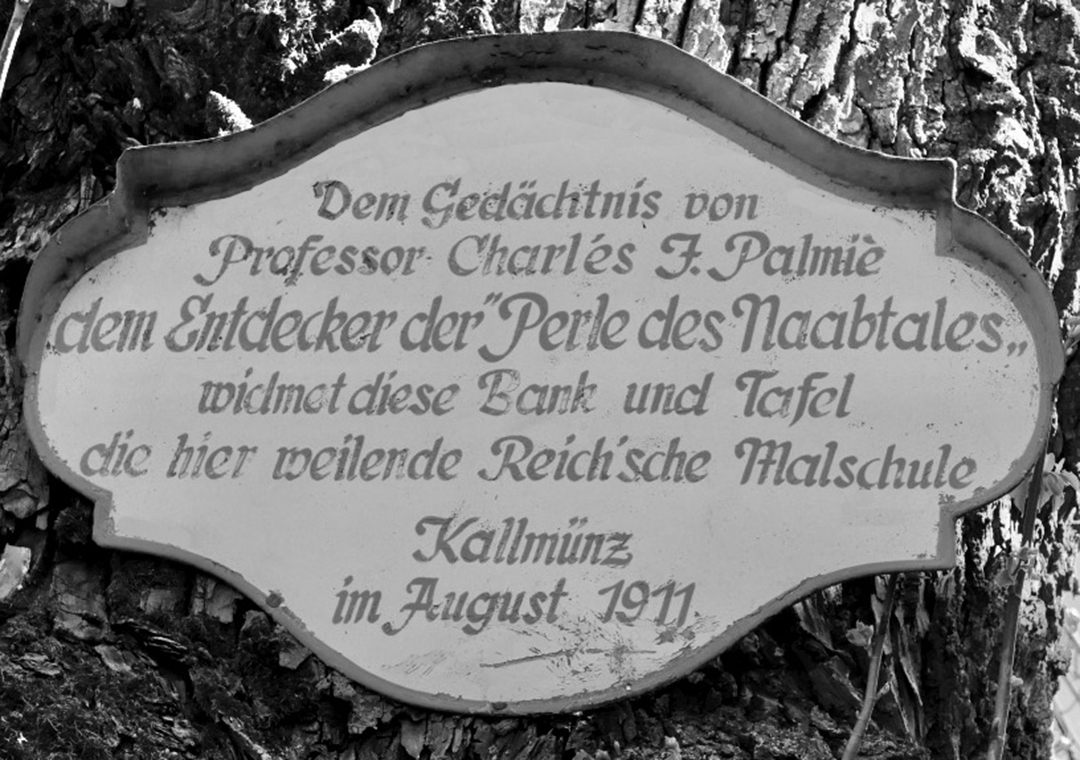 Dem Gedächtnis von
Professor Charlés F. Palmiè
dem Entdecker der "Perle des Naabtales„
widmet diese Bank und Tafel
die hier weilende Reich'sche Malschule
Kallmünz
im August 1911